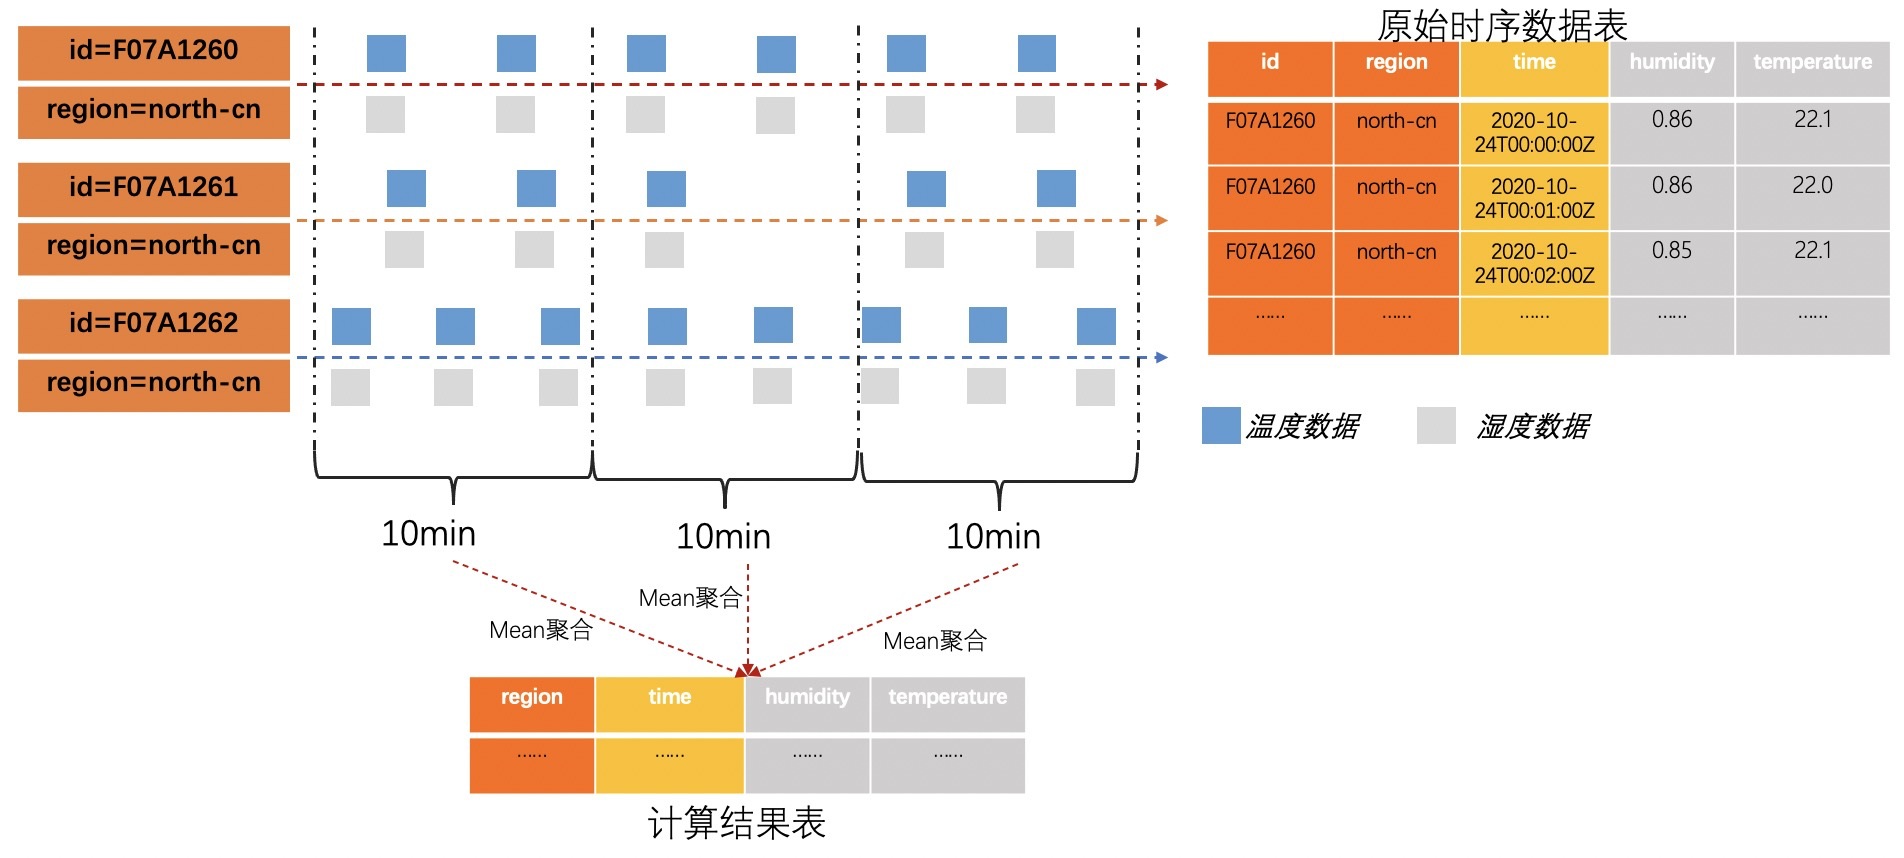 id=F07A1260
region=north-cn
id=F07A1261
region=north-cn
id=F07A1262
region=north-cn
10min
10min
10min
Mean聚合
Mean聚合
Mean聚合
region time humidity temperature
…… …… …… ……
计算结果表
原始时序数据表
id region time humidity temperature
F07A1260 north-cn 2020-10-
24T00:00:00Z 0.86 22.1
F07A1260 north-cn 2020-10-
24T00:01:00Z 0.86 22.0
F07A1260 north-cn 2020-10-
24T00:02:00Z 0.85 22.1
…… …… …… …… ……
温度数据 湿度数据